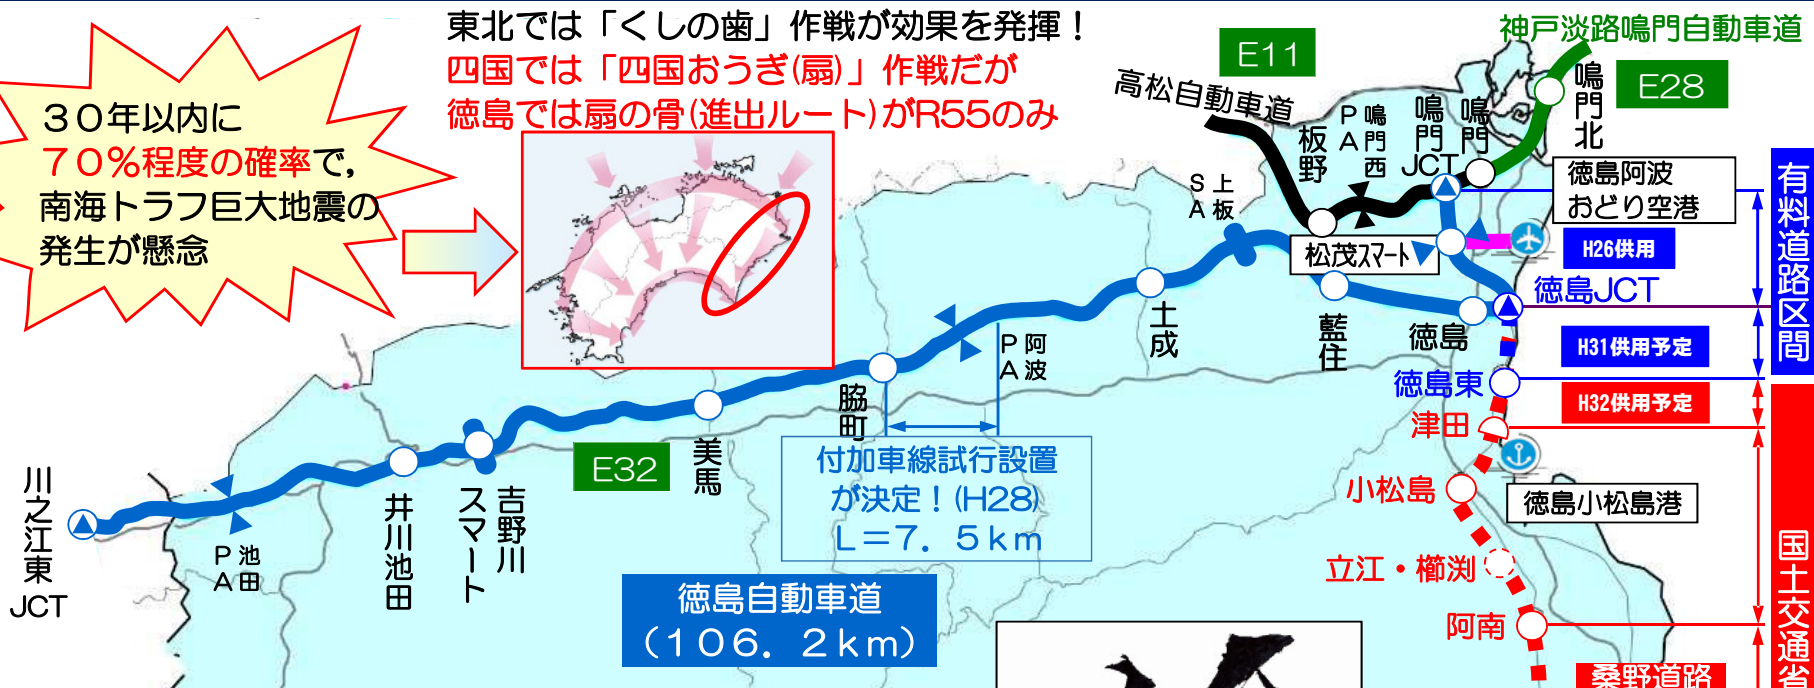 東北では「くしの歯」作戦が効果を発揮！
四国では「四国おうぎ(扇)」作戦だが
徳島では扇の骨(進出ルート)がR55のみ
３０年以内に
７０％程度の確率で，
南海トラフ巨大地震の
発生が懸念
神戸淡路鳴門自動車道
E11
E28
高松自動車道
鳴門北
鳴門
鳴門JCT
鳴門西PA
板野
徳島阿波
おどり空港
上板SA
松茂スマート
H26供用
有料道路区間
徳島JCT
徳島
藍住
土成
阿波PA
脇町
H31供用予定
徳島東
H32供用予定
津田
付加車線試行設置
が決定！(H28)
L＝7．5km
E32
美馬
吉野川スマート
井川池田
池田PA
川之江東JCT
小松島
徳島小松島港
立江・櫛渕
阿南
徳島自動車道
（106．2km）
国土交通省
桑野道路